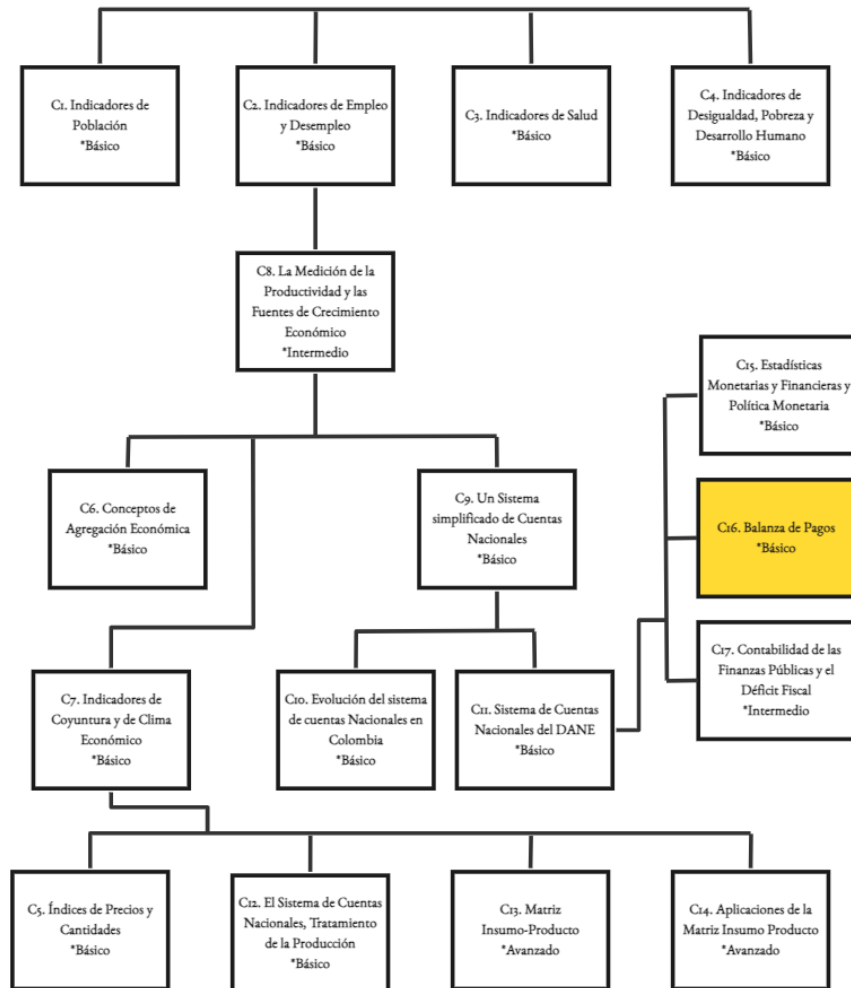 C1. Indicadores de
Población
*Básico
C2. Indicadores de Empleo
y Desempleo
*Básico
C3. Indicadores de Salud
*Básico
C4. Indicadores de
Desigualdad, Pobreza y
Desarrollo Humano
*Básico
C8. La Medición de la
Productividad y las
Fuentes de Crecimiento
Económico
*Intermedio
C15. Estadísticas
Monetarias y Financieras y
Política Monetaria
*Básico
C6. Conceptos de
Agregación Económica
*Básico
C9. Un Sistema
simplificado de Cuentas
Nacionales
*Básico
C16. Balanza de Pagos
*Básico
C7. Indicadores de
Coyuntura y de Clima
Económico
*Básico
C10. Evolución del sistema
de cuentas Nacionales en
Colombia
*Básico
C11. Sistema de Cuentas
Nacionales del DANE
*Básico
C17. Contabilidad de las
Finanzas Públicas y el
Déficit Fiscal
*Intermedio
C5. Índices de Precios y
Cantidades
*Básico
C12. El Sistema de Cuentas
Nacionales, Tratamiento
de la Producción
*Básico
C13. Matriz
Insumo-Producto
*Avanzado
C14. Aplicaciones de la
Matriz Insumo Producto
*Avanzado